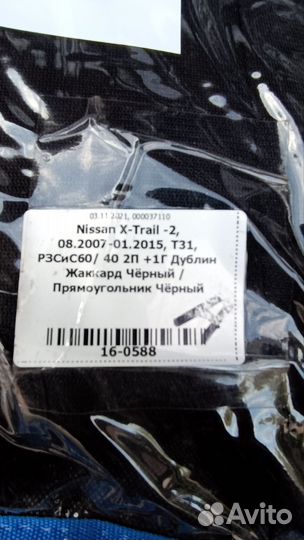 03.11.2021, 000037110
Nissan X-Trail -2,
08.2007-01.2015, T31,
РЗСиС60/ 40 2П +1Г Дублин
Жаккард Чёрный /
Прямоугольник Чёрный
16-0588
Avito